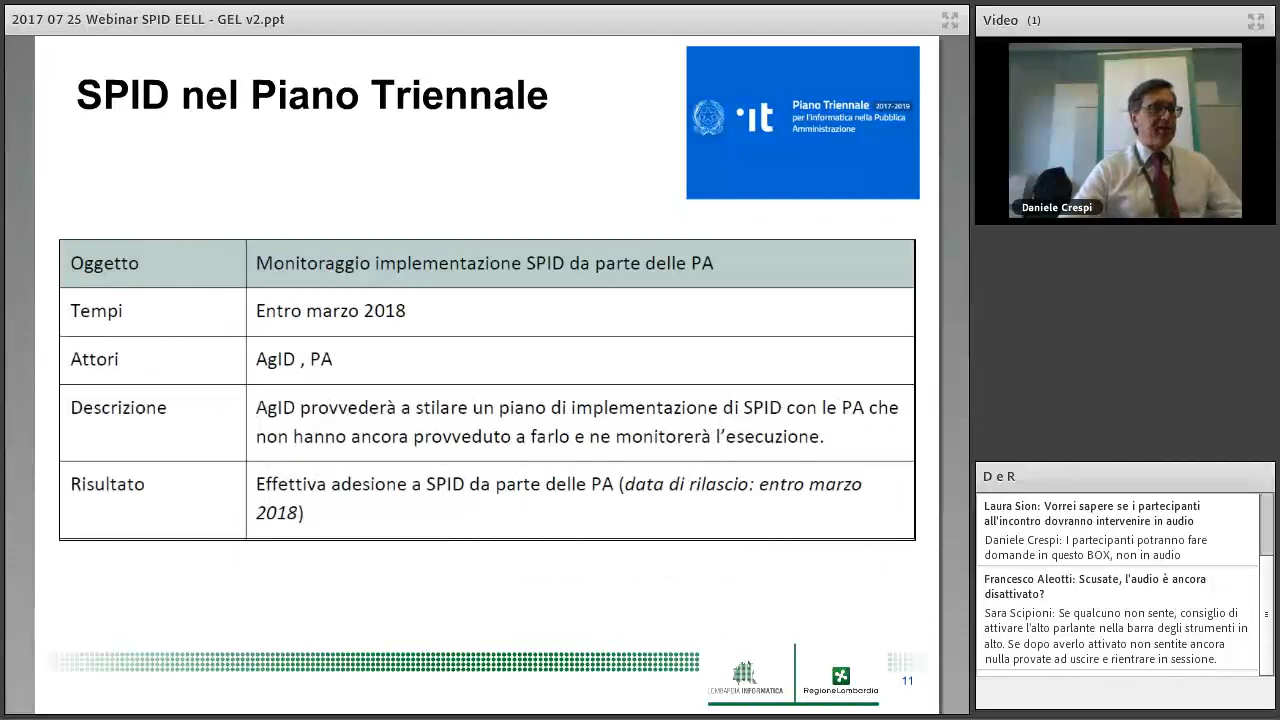 2017 07 25 Webinar SPID EELL - GEL v2.ppt
SPID nel Piano Triennale
·it
Piano Triennale 2017-2019
per l'Informatica nella Pubblica
Amministrazione
Oggetto
Monitoraggio implementazione SPID da parte delle PA
Tempi
Entro marzo 2018
Attori
AgID , PA
Descrizione
AgID provvederà a stilare un piano di implementazione di SPID con le PA che
non hanno ancora provveduto a farlo e ne monitorerà l'esecuzione.
Risultato
Effettiva adesione a SPID da parte delle PA (data di rilascio: entro marzo
2018)
LOMBARDIA INFORMATICA
RegioneLombardia
11
Video (1)
Daniele Crespi
D e R
Laura Sion: Vorrei sapere se i partecipanti
all'incontro dovranno intervenire in audio
Daniele Crespi: I partecipanti potranno fare
domande in questo BOX, non in audio
Francesco Aleotti: Scusate, l'audio è ancora
disattivato?
Sara Scipioni: Se qualcuno non sente, consiglio di
attivare l'alto parlante nella barra degli strumenti in
alto. Se dopo averlo attivato non sentite ancora
nulla provate ad uscire e rientrare in sessione.